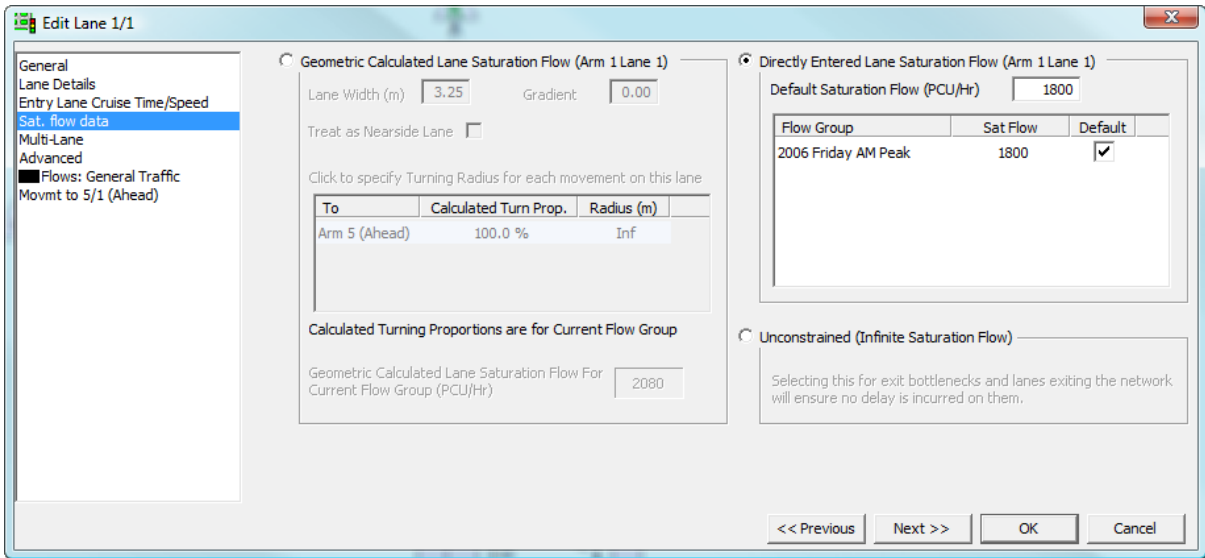 Edit Lane 1/1
General
Lane Details
Entry Lane Cruise Time/Speed
Sat. flow data
Multi-Lane
Advanced
Flows: General Traffic
Movmt to 5/1 (Ahead)
Geometric Calculated Lane Saturation Flow (Arm 1 Lane 1)
Lane Width (m) 3.25 Gradient 0.00
Treat as Nearside Lane
Click to specify Turning Radius for each movement on this lane
To Calculated Turn Prop. Radius (m)
Arm 5 (Ahead) 100.0 % Inf
Calculated Turning Proportions are for Current Flow Group
Geometric Calculated Lane Saturation Flow For
Current Flow Group (PCU/Hr) 2080
Directly Entered Lane Saturation Flow (Arm 1 Lane 1)
Default Saturation Flow (PCU/Hr) 1800
Flow Group Sat Flow Default
2006 Friday AM Peak 1800
Unconstrained (Infinite Saturation Flow)
Selecting this for exit bottlenecks and lanes exiting the network
will ensure no delay is incurred on them.
<< Previous Next >> OK Cancel